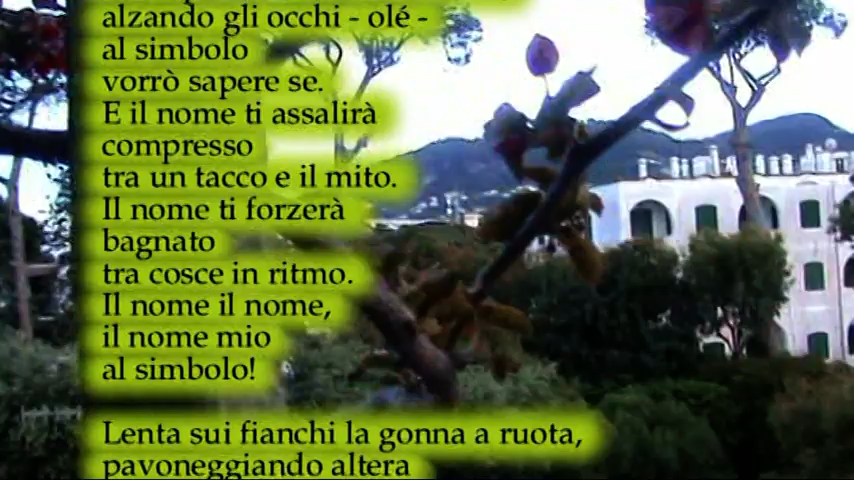 alzando gli occhi - olé -
al simbolo
vorrò sapere se.
E il nome ti assalirà
compresso
tra un tacco e il mito.
Il nome ti forzerà
bagnato
tra cosce in ritmo.
Il nome il nome,
il nome mio
al simbolo!
Lenta sui fianchi la gonna a ruota,
pavoneggiando altera